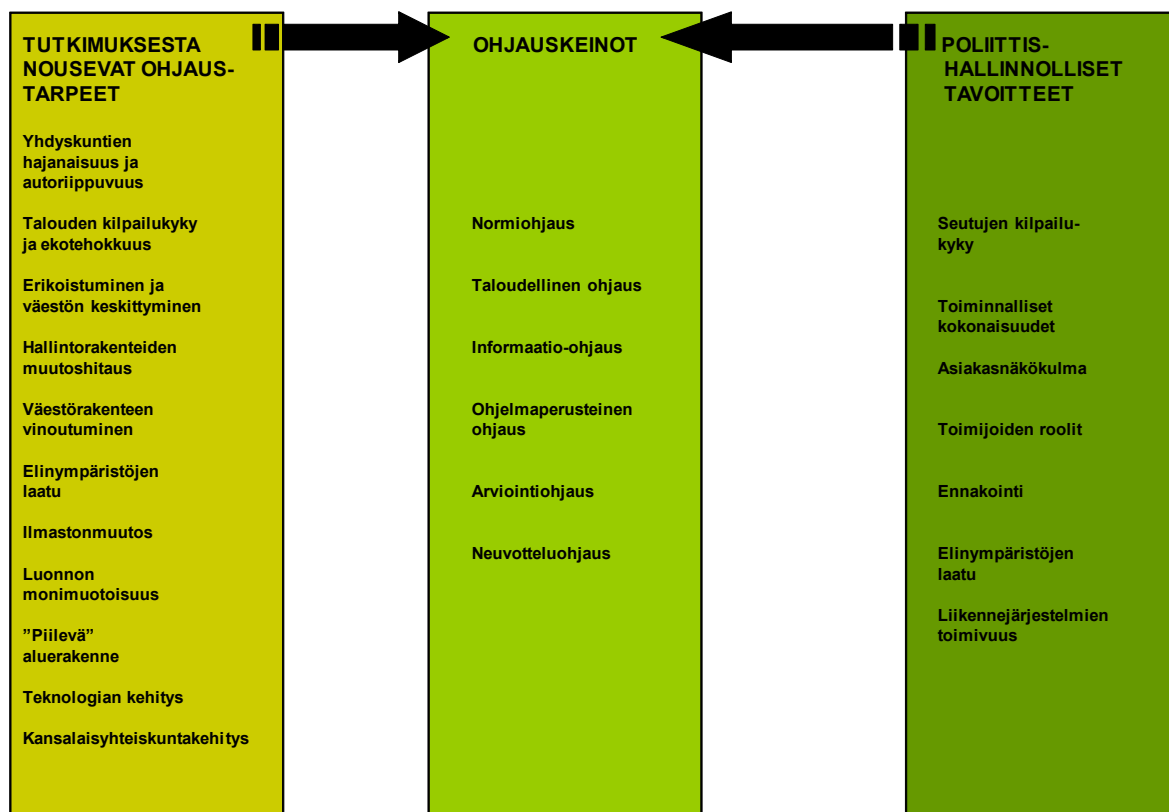 TUTKIMUKSESTA
NOUSEVAT OHJAUS-
TARPEET
Yhdyskuntien
hajanaisuus ja
autoriippuvuus
Talouden kilpailukyky
ja ekotehokkuus
Erikoistuminen ja
väestön keskittyminen
Hallintorakenteiden
muutoshitaus
Väestörakenteen
vinoutuminen
Elinympäristöjen
laatu
Ilmastonmuutos
Luonnon
monimuotoisuus
”Piilevä”
aluerakenne
Teknologian kehitys
Kansalaisyhteiskuntakehitys
OHJAUSKEINOT
Normiohjaus
Taloudellinen ohjaus
Informaatio-ohjaus
Ohjelmaperusteinen
ohjaus
Arviointiohjaus
Neuvotteluohjaus
POLIITTIS-
HALLINNOLLISET
TAVOITTEET
Seutujen kilpailu-
kyky
Toiminnalliset
kokonaisuudet
Asiakasnäkökulma
Toimijoiden roolit
Ennakointi
Elinympäristöjen
laatu
Liikennejärjestelmien
toimivuus